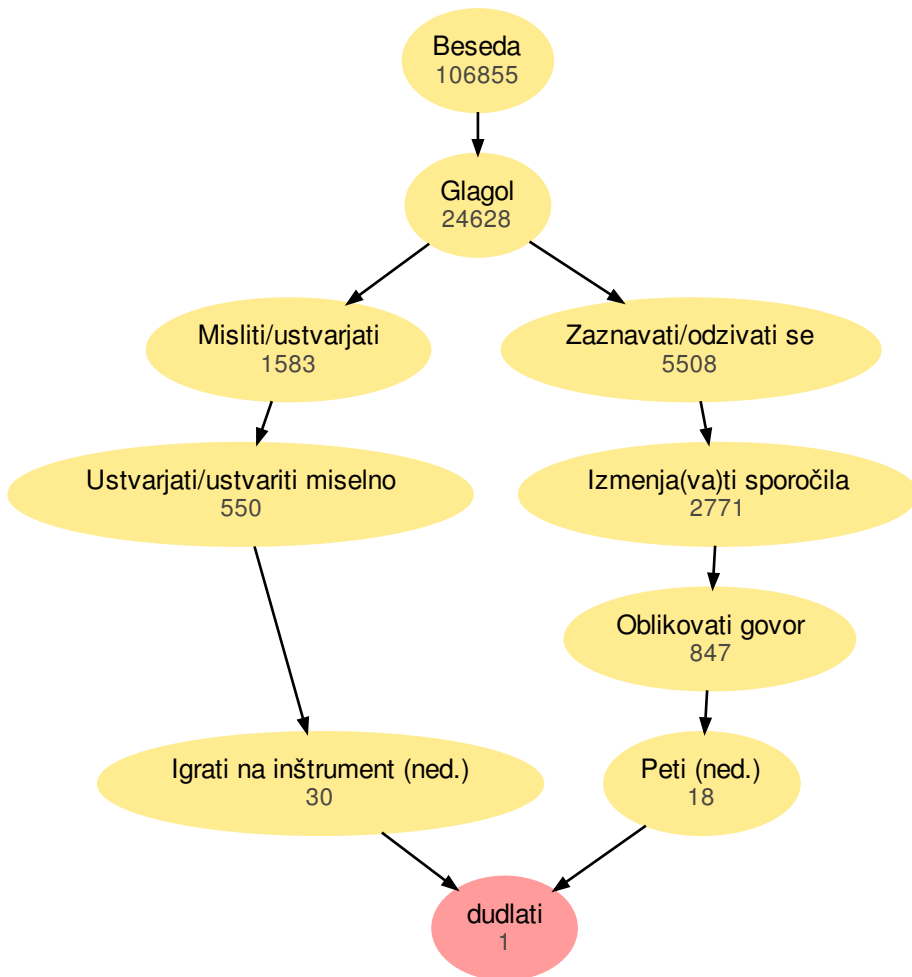 Beseda
106855
Glagol
24628
Misliti/ustvarjati
1583
Zaznavati/odzivati se
5508
Ustvarjati/ustvariti miselno
550
Izmenja(va)ti sporočila
2771
Oblikovati govor
847
Igrati na inštrument (ned.)
30
Peti (ned.)
18
dudlati
1